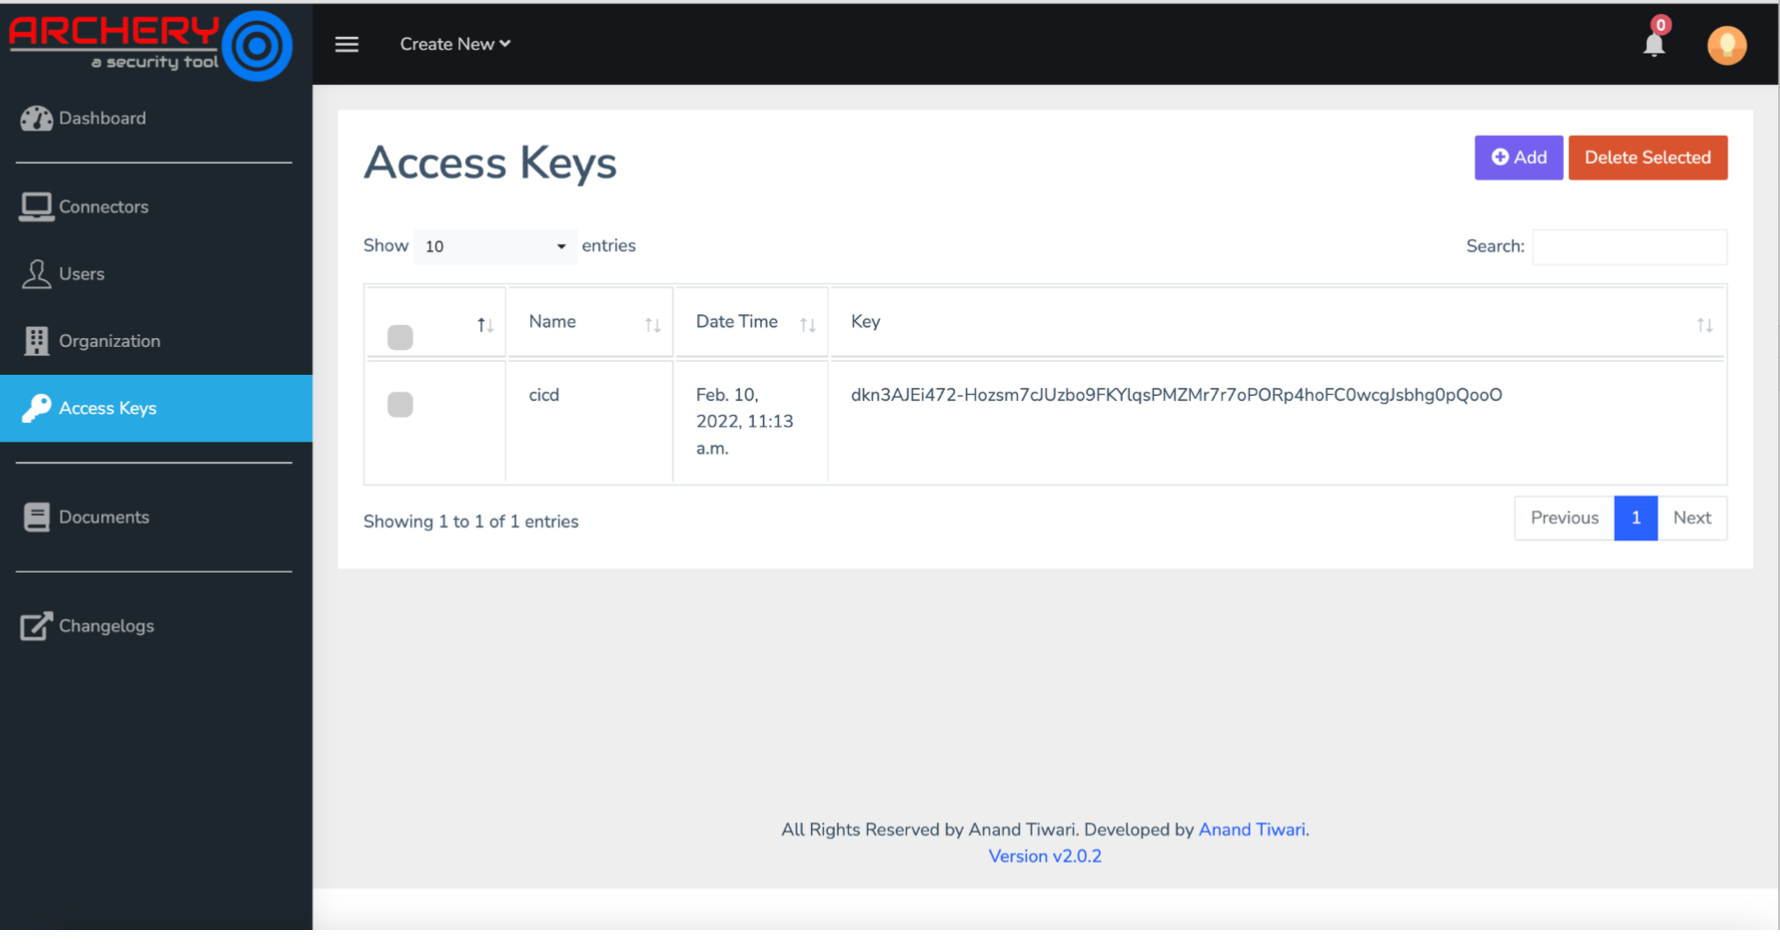 ARCHERY
a security tool
Create New
0
Dashboard
Connectors
Users
Organization
Access Keys
Documents
Changelogs
Access Keys
Add
Delete Selected
Show 10 entries
Search:
Name
Date Time
Key
cicd
Feb. 10,
2022, 11:13
a.m.
dkn3AJEi472-Hozsm7cJUzbo9FKYlqsPMZMr7r7oPORp4hoFC0wcgJsbhg0pQooO
Showing 1 to 1 of 1 entries
Previous
1
Next
All Rights Reserved by Anand Tiwari. Developed by Anand Tiwari.
Version v2.0.2